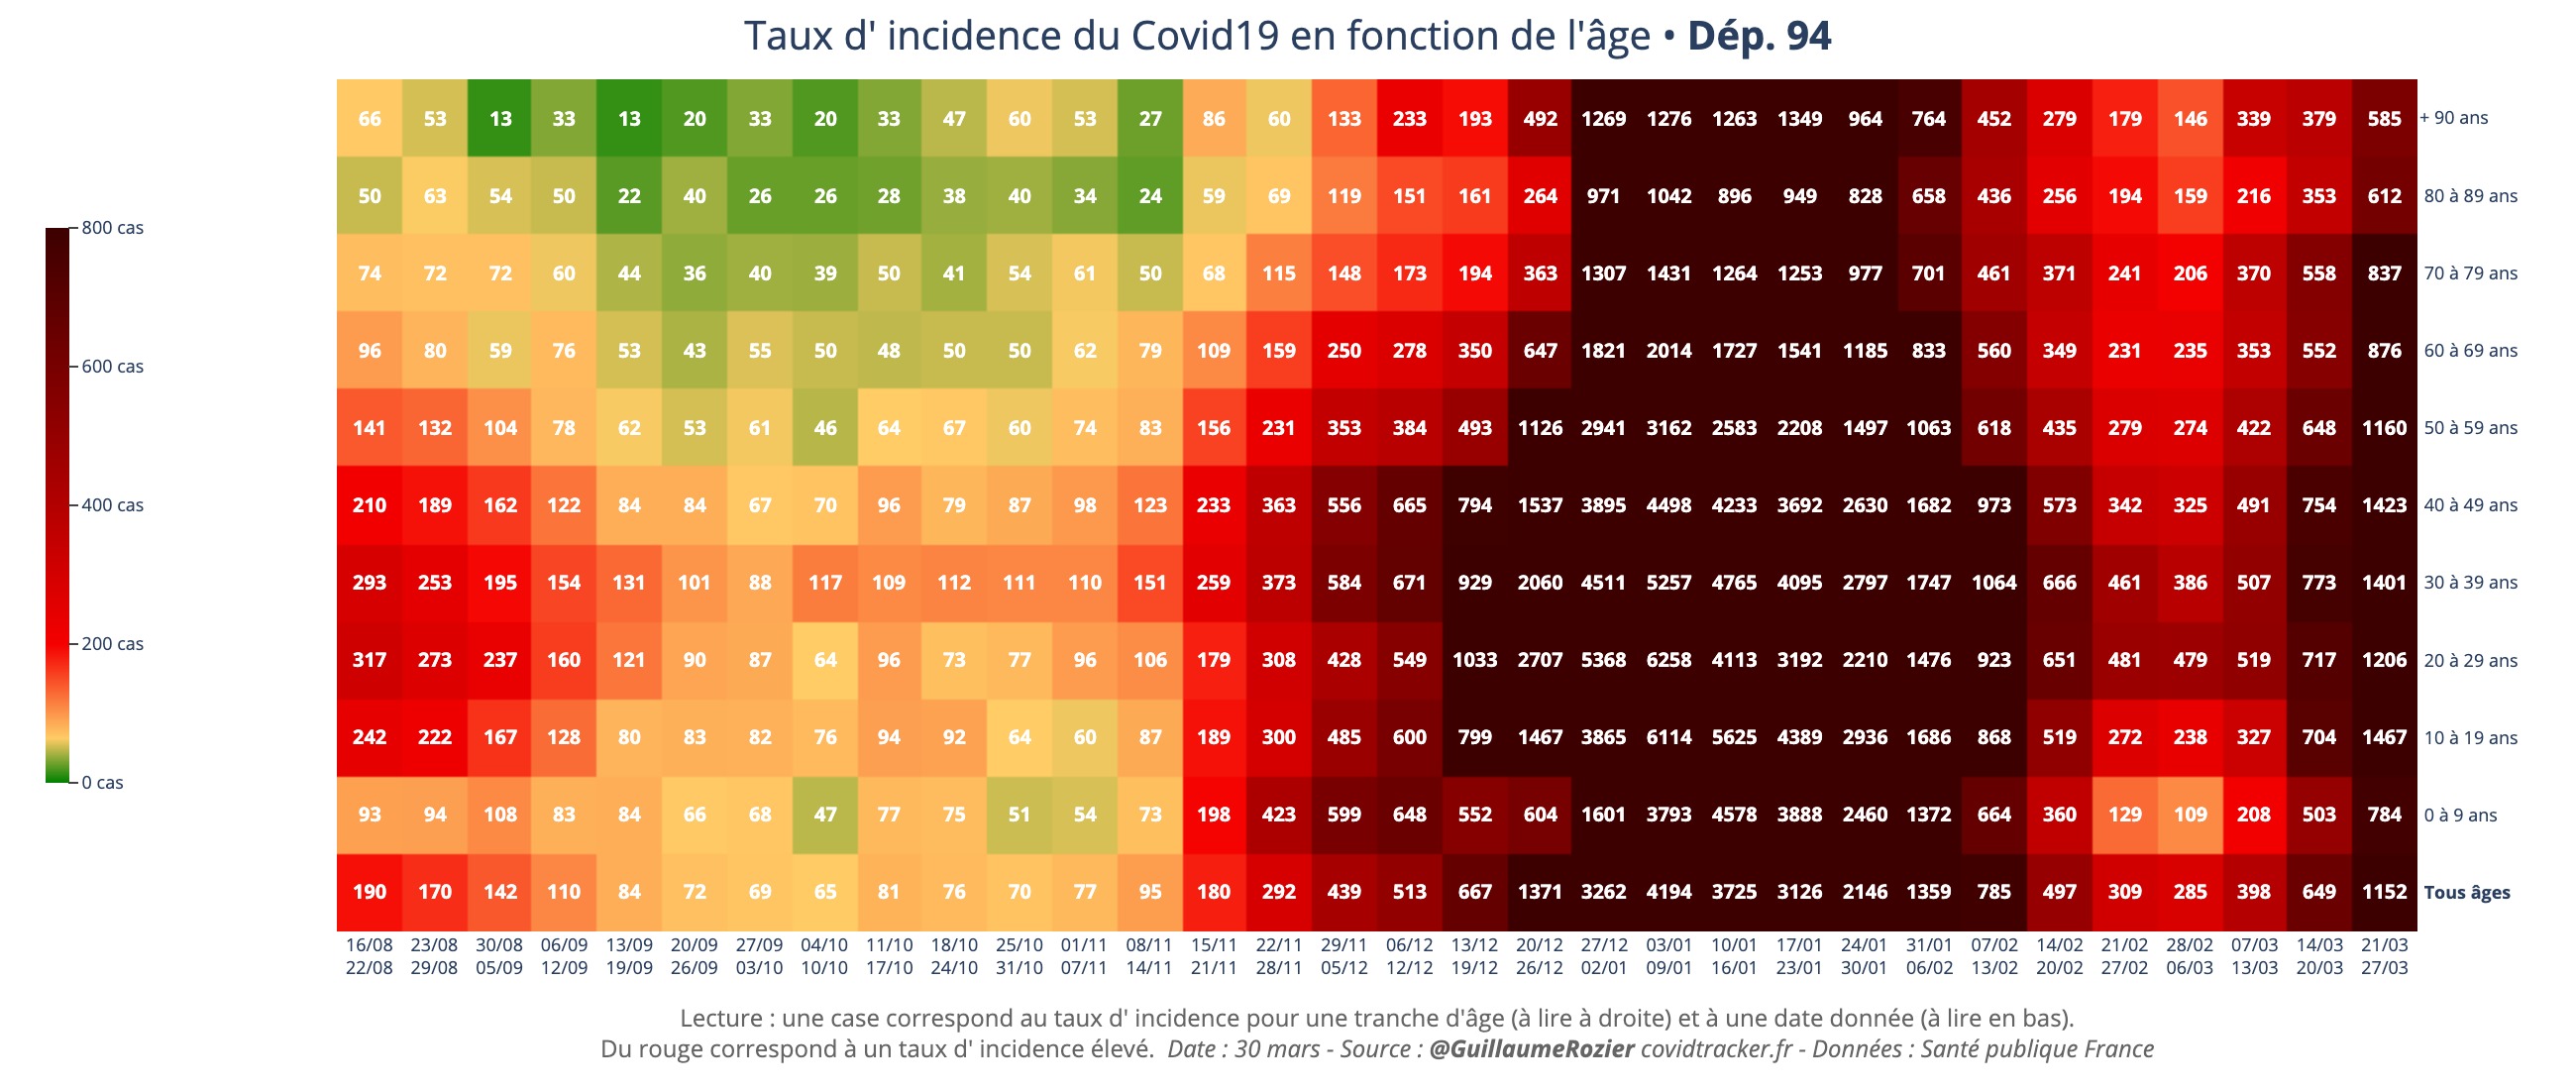 Taux d' incidence du Covid19 en fonction de l'âge • Dép. 94
66 53 13 33 13 20 33 20 33 47 60 53 27 86 60 133 233 193 492 1269 1276 1263 1349 964 764 452 279 179 146 339 379 585 + 90 ans
50 63 54 50 22 40 26 26 28 38 40 34 24 59 69 119 151 161 264 971 1042 896 949 828 658 436 256 194 159 216 353 612 80 à 89 ans
800 cas
74 72 72 60 44 36 40 39 50 41 54 61 50 68 115 148 173 194 363 1307 1431 1264 1253 977 701 461 371 241 206 370 558 837 70 à 79 ans
96 80 59 76 53 43 55 50 48 50 50 62 79 109 159 250 278 350 647 1821 2014 1727 1541 1185 833 560 349 231 235 353 552 876 60 à 69 ans
600 cas
141 132 104 78 62 53 61 46 64 67 60 74 83 156 231 353 384 493 1126 2941 3162 2583 2208 1497 1063 618 435 279 274 422 648 1160 50 à 59 ans
400 cas
210 189 162 122 84 84 67 70 96 79 87 98 123 233 363 556 665 794 1537 3895 4498 4233 3692 2630 1682 973 573 342 325 491 754 1423 40 à 49 ans
293 253 195 154 131 101 88 117 109 112 111 110 151 259 373 584 671 929 2060 4511 5257 4765 4095 2797 1747 1064 666 461 386 507 773 1401 30 à 39 ans
200 cas
317 273 237 160 121 90 87 64 96 73 77 96 106 179 308 428 549 1033 2707 5368 6258 4113 3192 2210 1476 923 651 481 479 519 717 1206 20 à 29 ans
242 222 167 128 80 83 82 76 94 92 64 60 87 189 300 485 600 799 1467 3865 6114 5625 4389 2936 1686 868 519 272 238 327 704 1467 10 à 19 ans
0 cas
93 94 108 83 84 66 68 47 77 75 51 54 73 198 423 599 648 552 604 1601 3793 4578 3888 2460 1372 664 360 129 109 208 503 784 0 à 9 ans
190 170 142 110 84 72 69 65 81 76 70 77 95 180 292 439 513 667 1371 3262 4194 3725 3126 2146 1359 785 497 309 285 398 649 1152 Tous âges
16/08 23/08 30/08 06/09 13/09 20/09 27/09 04/10 11/10 18/10 25/10 01/11 08/11 15/11 22/11 29/11 06/12 13/12 20/12 27/12 03/01 10/01 17/01 24/01 31/01 07/02 14/02 21/02 28/02 07/03 14/03 21/03
22/08 29/08 05/09 12/09 19/09 26/09 03/10 10/10 17/10 24/10 31/10 07/11 14/11 21/11 28/11 05/12 12/12 19/12 26/12 02/01 09/01 16/01 23/01 30/01 06/02 13/02 20/02 27/02 06/03 13/03 20/03 27/03
Lecture : une case correspond au taux d' incidence pour une tranche d'âge (à lire à droite) et à une date donnée (à lire en bas).
Du rouge correspond à un taux d' incidence élevé. Date : 30 mars - Source : @GuillaumeRozier covidtracker.fr - Données : Santé publique France